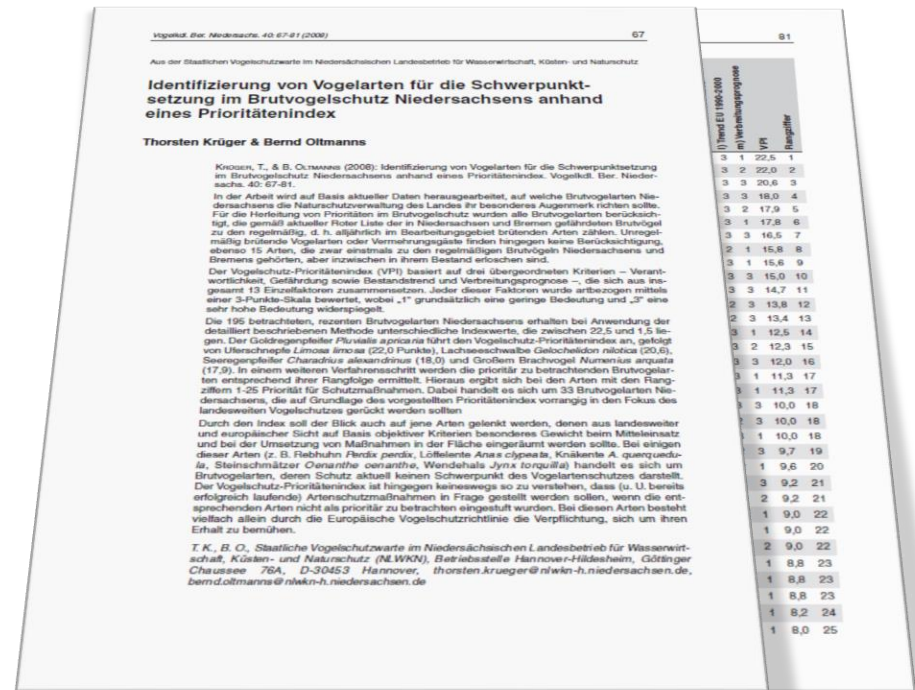 Vogelkdl. Ber. Niedersachs. 40: 67-81 (2008) 67
Aus der Staatlichen Vogelschutzwarte im Niedersächsischen Landesbetrieb für Wasserwirtschaft, Küsten- und Naturschutz
Identifizierung von Vogelarten für die Schwerpunkt-
setzung im Brutvogelschutz Niedersachsens anhand
eines Prioritätenindex
Thorsten Krüger & Bernd Oltmanns
KRÜGER, T., & B. OLTMANNS (2008): Identifizierung von Vogelarten für die Schwerpunktsetzung
im Brutvogelschutz Niedersachsens anhand eines Prioritätenindex. Vogelkdl. Ber. Nieder-
sachs. 40: 67-81.
In der Arbeit wird auf Basis aktueller Daten herausgearbeitet, auf welche Brutvogelarten Nie-
dersachsens die Naturschutzverwaltung des Landes ihr besonderes Augenmerk richten sollte.
Für die Herleitung von Prioritäten im Brutvogelschutz wurden alle Brutvogelarten berücksich-
tigt, die gemäß aktueller Roter Liste der in Niedersachsen und Bremen gefährdeten Brutvögel
zu den regelmäßig, d. h. alljährlich im Bearbeitungsgebiet brütenden Arten zählen. Unregel-
mäßig brütende Vogelarten oder Vermehrungsgäste finden hingegen keine Berücksichtigung,
ebenso 15 Arten, die zwar einstmals zu den regelmäßigen Brutvögeln Niedersachsens und
Bremens gehörten, aber inzwischen in ihrem Bestand erloschen sind.
Der Vogelschutz-Prioritätenindex (VPI) basiert auf drei übergeordneten Kriterien – Verant-
wortlichkeit, Gefährdung sowie Bestandstrend und Verbreitungsprognose –, die sich aus ins-
gesamt 13 Einzelfaktoren zusammensetzen. Jeder dieser Faktoren wurde artbezogen mittels
einer 3-Punkte-Skala bewertet, wobei „1“ grundsätzlich eine geringe Bedeutung und „3“ eine
sehr hohe Bedeutung widerspiegelt.
Die 195 betrachteten, rezenten Brutvogelarten Niedersachsens erhalten bei Anwendung der
detailliert beschriebenen Methode unterschiedliche Indexwerte, die zwischen 22,5 und 1,5 lie-
gen. Der Goldregenpfeifer Pluvialis apricaria führt den Vogelschutz-Prioritätenindex an, gefolgt
von Uferschnepfe Limosa limosa (22,0 Punkte), Lachseeschwalbe Gelochelidon nilotica (20,6),
Seeregenpfeifer Charadrius alexandrinus (18,0) und Großem Brachvogel Numenius arquata
(17,9). In einem weiteren Verfahrensschritt werden die prioritär zu betrachtenden Brutvogelar-
ten entsprechend ihrer Rangfolge ermittelt. Hieraus ergibt sich bei den Arten mit den Rang-
ziffern 1-25 Priorität für Schutzmaßnahmen. Dabei handelt es sich um 33 Brutvogelarten Nie-
dersachsens, die auf Grundlage des vorgestellten Prioritätenindex vorrangig in den Fokus des
landesweiten Vogelschutzes gerückt werden sollten
Durch den Index soll der Blick auch auf jene Arten gelenkt werden, denen aus landesweiter
und europäischer Sicht auf Basis objektiver Kriterien besonderes Gewicht beim Mitteleinsatz
und bei der Umsetzung von Maßnahmen in der Fläche eingeräumt werden sollte. Bei einigen
dieser Arten (z. B. Rebhuhn Perdix perdix, Löffelente Anas clypeata, Knäkente A. querquedu-
la, Steinschmätzer Oenanthe oenanthe, Wendehals Jynx torquilla) handelt es sich um
Brutvogelarten, deren Schutz aktuell keinen Schwerpunkt des Vogelartenschutzes darstellt.
Der Vogelschutz-Prioritätenindex ist hingegen keineswegs so zu verstehen, dass (u. U. bereits
erfolgreich laufende) Artenschutzmaßnahmen in Frage gestellt werden sollen, wenn die ent-
sprechenden Arten nicht als prioritär zu betrachten eingestuft wurden. Bei diesen Arten besteht
vielfach allein durch die Europäische Vogelschutzrichtlinie die Verpflichtung, sich um ihren
Erhalt zu bemühen.
T. K., B. O., Staatliche Vogelschutzwarte im Niedersächsischen Landesbetrieb für Wasserwirt-
schaft, Küsten- und Naturschutz (NLWKN), Betriebsstelle Hannover-Hildesheim, Göttinger
Chaussee 76A, D-30453 Hannover, thorsten.krueger@nlwkn-h.niedersachsen.de,
bernd.oltmanns@nlwkn-h.niedersachsen.de
81
l) Trend EU 1990-2000
m) Verbreitungsprognose
VPI
Rangziffer
3 1 22,5 1
3 2 22,0 2
3 3 20,6 3
3 3 18,0 4
3 2 17,9 5
3 1 17,8 6
3 3 16,5 7
2 1 15,8 8
3 1 15,6 9
3 3 15,0 10
3 3 14,7 11
2 3 13,8 12
2 3 13,4 13
3 1 12,5 14
3 2 12,3 15
3 3 12,0 16
1 11,3 17
1 11,3 17
3 10,0 18
3 10,0 18
1 10,0 18
3 9,7 19
1 9,6 20
3 9,2 21
2 9,2 21
1 9,0 22
1 9,0 22
2 9,0 22
1 8,8 23
1 8,8 23
1 8,8 23
1 8,2 24
1 8,0 25